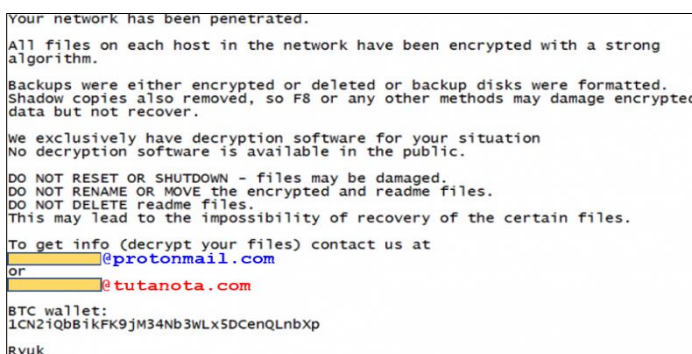 Your network has been penetrated.
All files on each host in the network have been encrypted with a strong
algorithm.
Backups were either encrypted or deleted or backup disks were formatted.
Shadow copies also removed, so F8 or any other methods may damage encrypted
data but not recover.
We exclusively have decryption software for your situation
No decryption software is available in the public.
DO NOT RESET OR SHUTDOWN - files may be damaged.
DO NOT RENAME OR MOVE the encrypted and readme files.
DO NOT DELETE readme files.
This may lead to the impossibility of recovery of the certain files.
To get info (decrypt your files) contact us at
@protonmail.com
or
@tutanota.com
BTC wallet:
1CN2iQbBikFK9jM34Nb3WLx5DCenQLnbXp
Ryuk